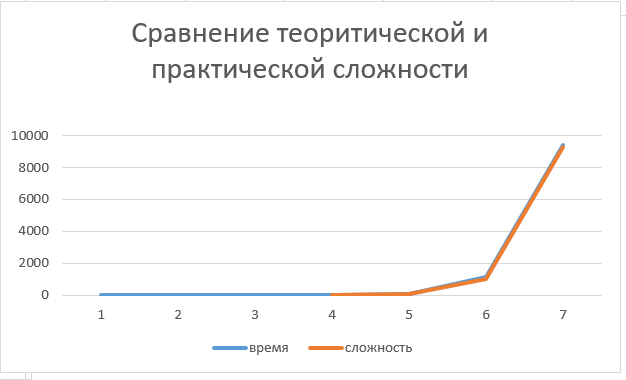 Сравнение теоритической и
практической сложности
10000
8000
6000
4000
2000
0
1 2 3 4 5 6 7
время сложность